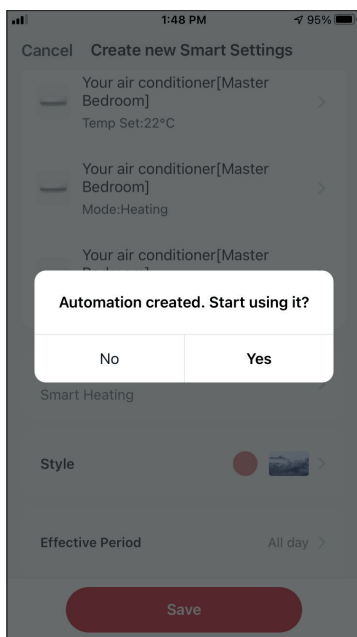 1:48 PM
95%
Cancel Create new Smart Settings
Your air conditioner[Master
Bedroom]
Temp Set:22°C
Your air conditioner[Master
Bedroom]
Mode:Heating
Your air conditioner[Master
Automation created. Start using it?
No Yes
Smart Heating
Style
Effective Period All day
Save